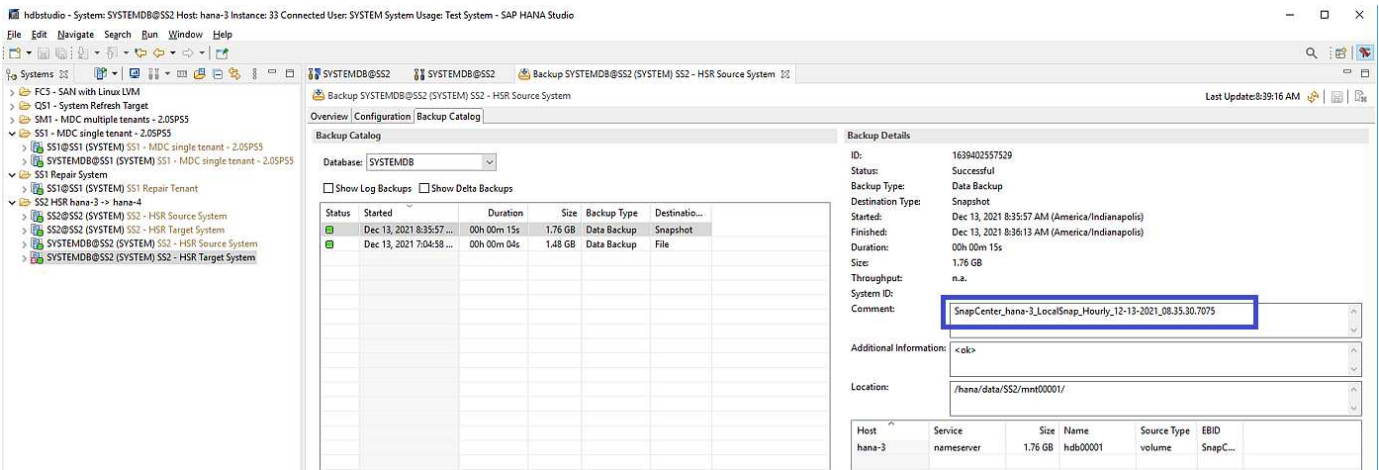 hdbstudio - System: SYSTEMDB@SS2 Host: hana-3 Instance: 33 Connected User: SYSTEM System Usage: Test System - SAP HANA Studio
File Edit Navigate Search Run Window Help
Systems
FC5 - SAN with Linux LVM
QS1 - System Refresh Target
SM1 - MDC multiple tenants - 2.0SPS5
SS1 - MDC single tenant - 2.0SPS5
SS1@SS1 (SYSTEM) SS1 - MDC single tenant - 2.0SPS5
SYSTEMDB@SS1 (SYSTEM) SS1 - MDC single tenant - 2.0SPS5
SS1 Repair System
SS1@SS1 (SYSTEM) SS1 Repair Tenant
SS2 HSR hana-3 -> hana-4
SS2@SS2 (SYSTEM) SS2 - HSR Source System
SS2@SS2 (SYSTEM) SS2 - HSR Target System
SYSTEMDB@SS2 (SYSTEM) SS2 - HSR Source System
SYSTEMDB@SS2 (SYSTEM) SS2 - HSR Target System
SYSTEMDB@SS2 SYSTEMDB@SS2 Backup SYSTEMDB@SS2 (SYSTEM) SS2 - HSR Source System
Backup SYSTEMDB@SS2 (SYSTEM) SS2 - HSR Source System
Last Update:8:39:16 AM
Overview Configuration Backup Catalog
Backup Catalog
Database: SYSTEMDB
Show Log Backups Show Delta Backups
Status Started Duration Size Backup Type Destinatio...
Dec 13, 2021 8:35:57 ... 00h 00m 15s 1.76 GB Data Backup Snapshot
Dec 13, 2021 7:04:58 ... 00h 00m 04s 1.48 GB Data Backup File
Backup Details
ID: 1639402557529
Status: Successful
Backup Type: Data Backup
Destination Type: Snapshot
Started: Dec 13, 2021 8:35:57 AM (America/Indianapolis)
Finished: Dec 13, 2021 8:36:13 AM (America/Indianapolis)
Duration: 00h 00m 15s
Size: 1.76 GB
Throughput: n.a.
System ID:
Comment: SnapCenter_hana-3_LocalSnap_Hourly_12-13-2021_08.35.30.7075
Additional Information: <ok>
Location: /hana/data/SS2/mnt00001/
Host Service Size Name Source Type EBID
hana-3 nameserver 1.76 GB hdb00001 volume SnapC...